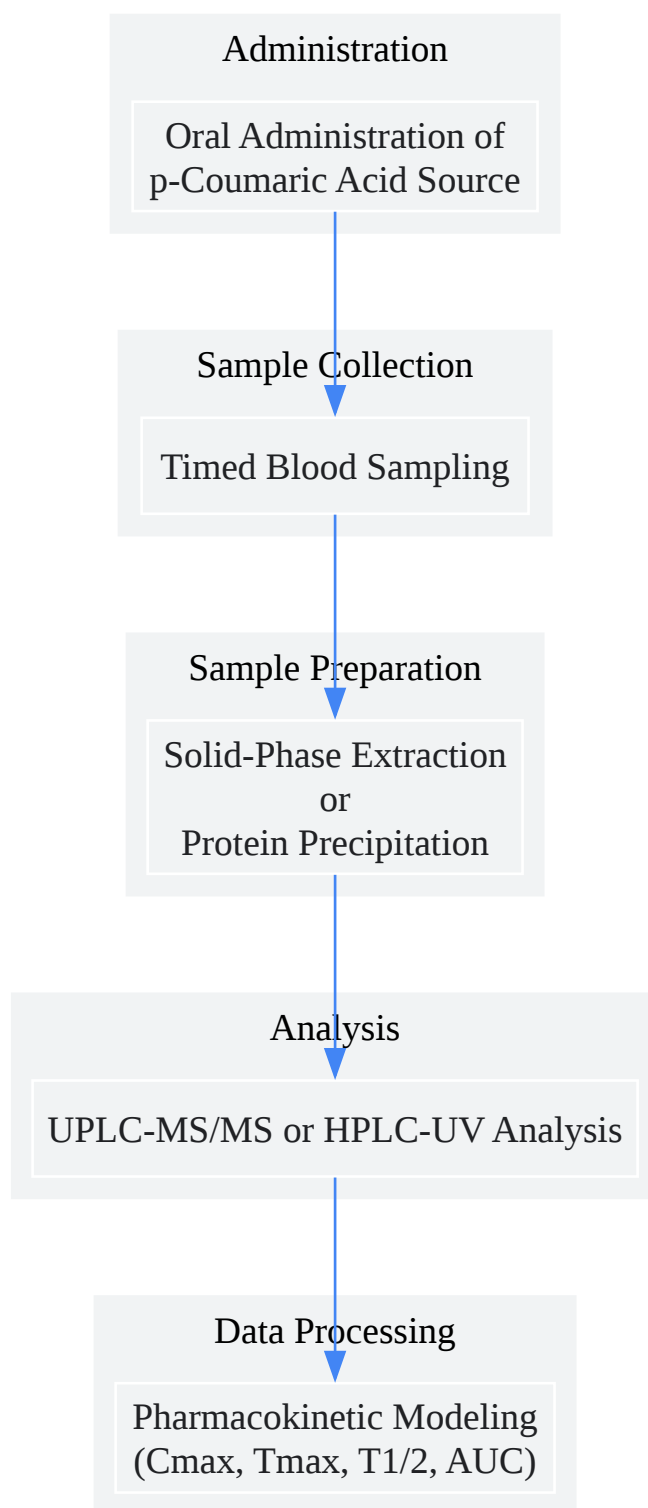 Administration
Oral Administration of
p-Coumaric Acid Source
Sample Collection
Timed Blood Sampling
Sample Preparation
Solid-Phase Extraction
or
Protein Precipitation
Analysis
UPLC-MS/MS or HPLC-UV Analysis
Data Processing
Pharmacokinetic Modeling
(Cmax, Tmax, T1/2, AUC)